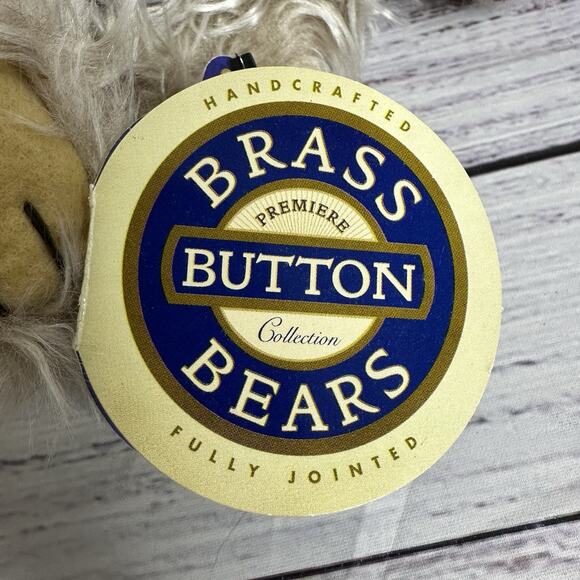 HANDCRAFTED
BRASS
PREMIERE
BUTTON
Collection
BEARS
FULLY JOINTED